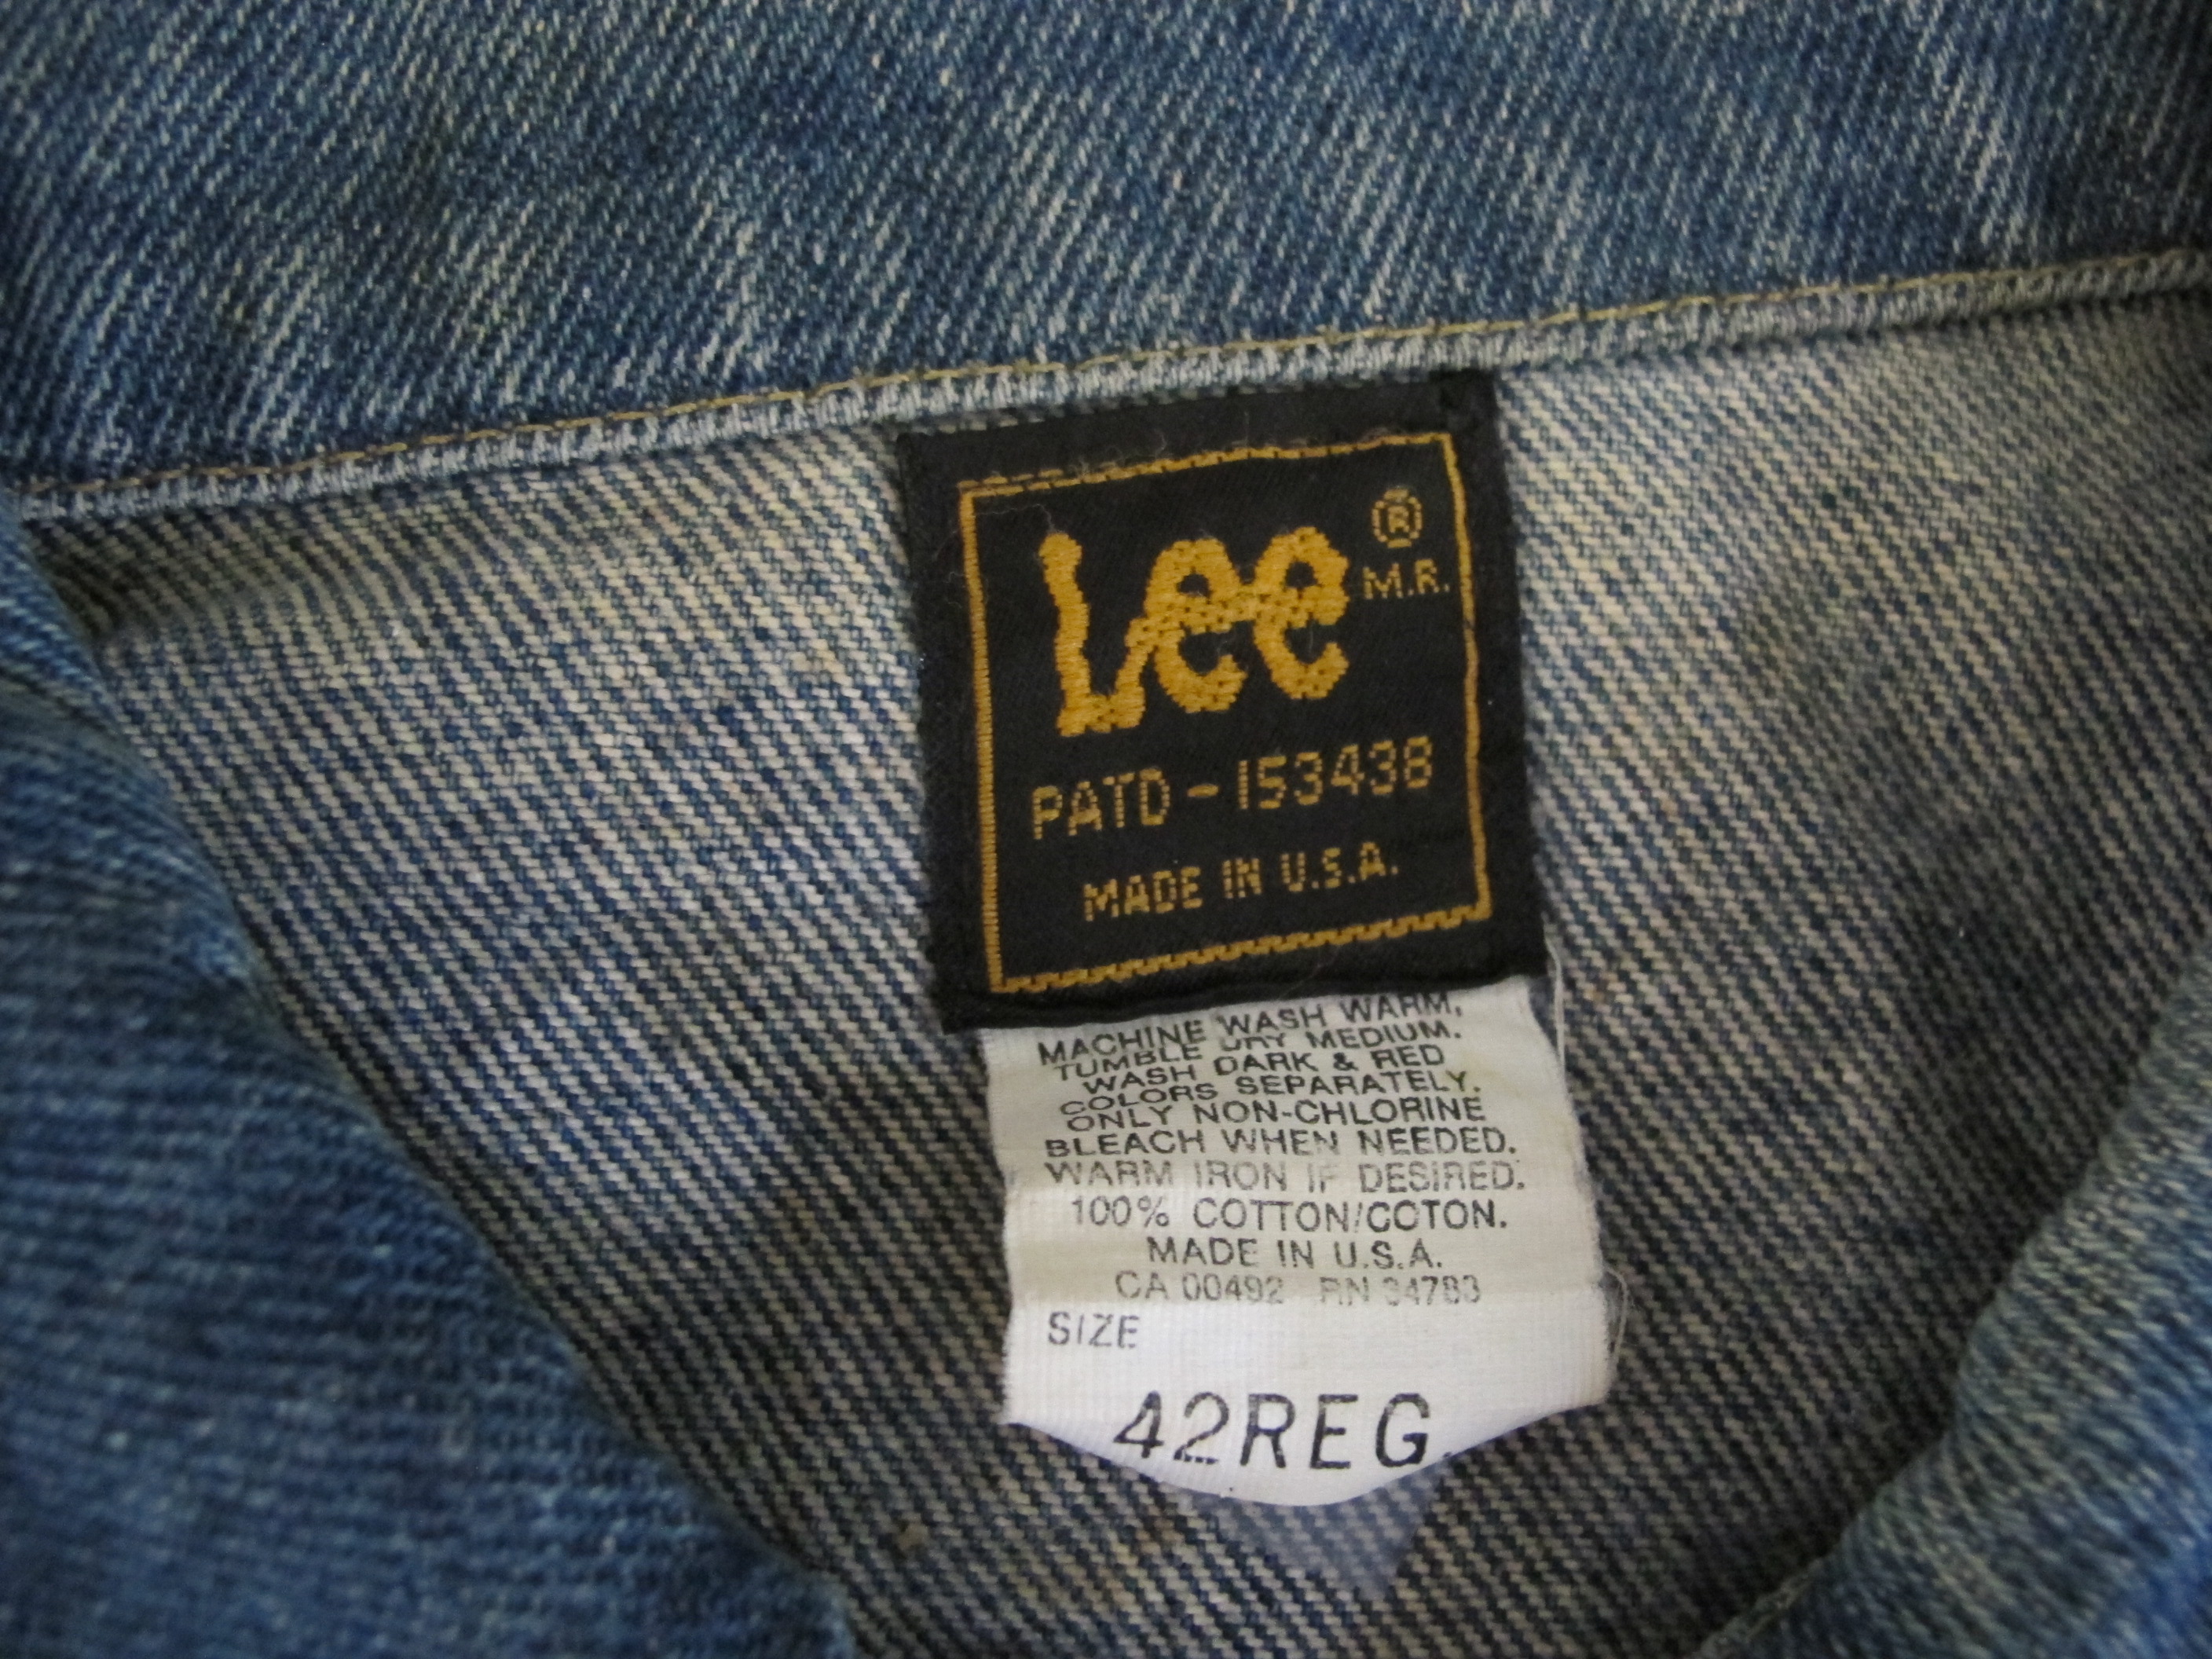 Lee ®
M.R.
PATD-153438
MADE IN U.S.A.
MACHINE WASH WARM,
TUMBLE DRY MEDIUM.
WASH DARK & RED
COLORS SEPARATELY.
ONLY NON-CHLORINE
BLEACH WHEN NEEDED.
WARM IRON IF DESIRED.
100% COTTON/COTON.
MADE IN U.S.A.
CA 00492 RN 34783
SIZE
42REG.